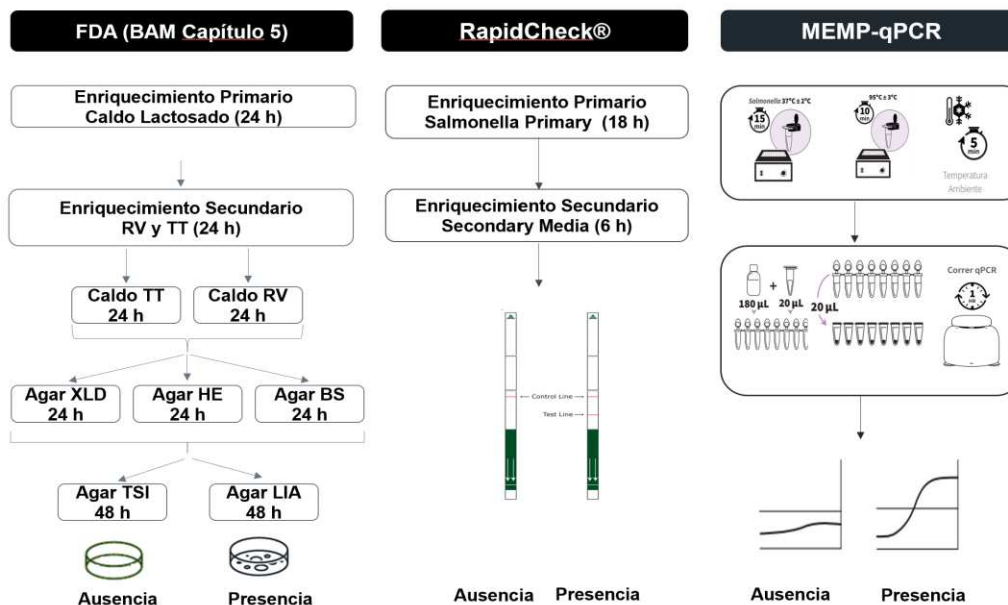 FDA (BAM Capítulo 5)
Enriquecimiento Primario
Caldo Lactosado (24 h)
Enriquecimiento Secundario
RV y TT (24 h)
Caldo TT
24 h
Caldo RV
24 h
Agar XLD
24 h
Agar HE
24 h
Agar BS
24 h
Agar TSI
48 h
Agar LIA
48 h
Ausencia
Presencia
RapidCheck®
Enriquecimiento Primario
Salmonella Primary (18 h)
Enriquecimiento Secundario
Secondary Media (6 h)
Control Line
Test Line
Ausencia
Presencia
MEMP-qPCR
Salmonella 37°C ± 2°C
15
min
95°C ± 3°C
10
min
5
min
Temperatura
Ambiente
180 µL
+
20 µL
20 µL
Correr qPCR
1
Ausencia
Presencia